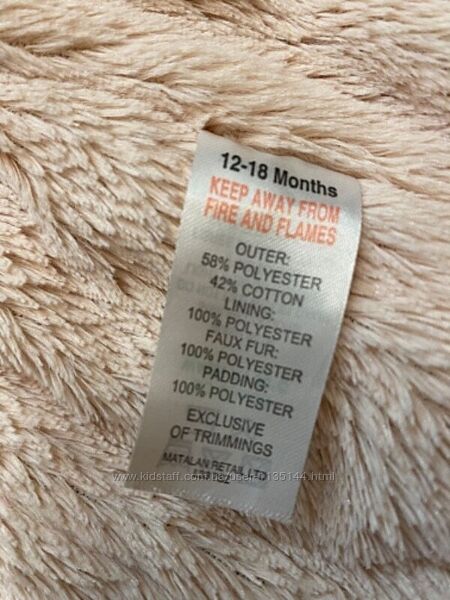 12-18 Months
KEEP AWAY FROM
FIRE AND FLAMES
OUTER:
58% POLYESTER
42% COTTON
LINING:
100% POLYESTER
FAUX FUR:
100% POLYESTER
PADDING:
100% POLYESTER
EXCLUSIVE
OF TRIMMINGS
MATALAN RETAIL LTD